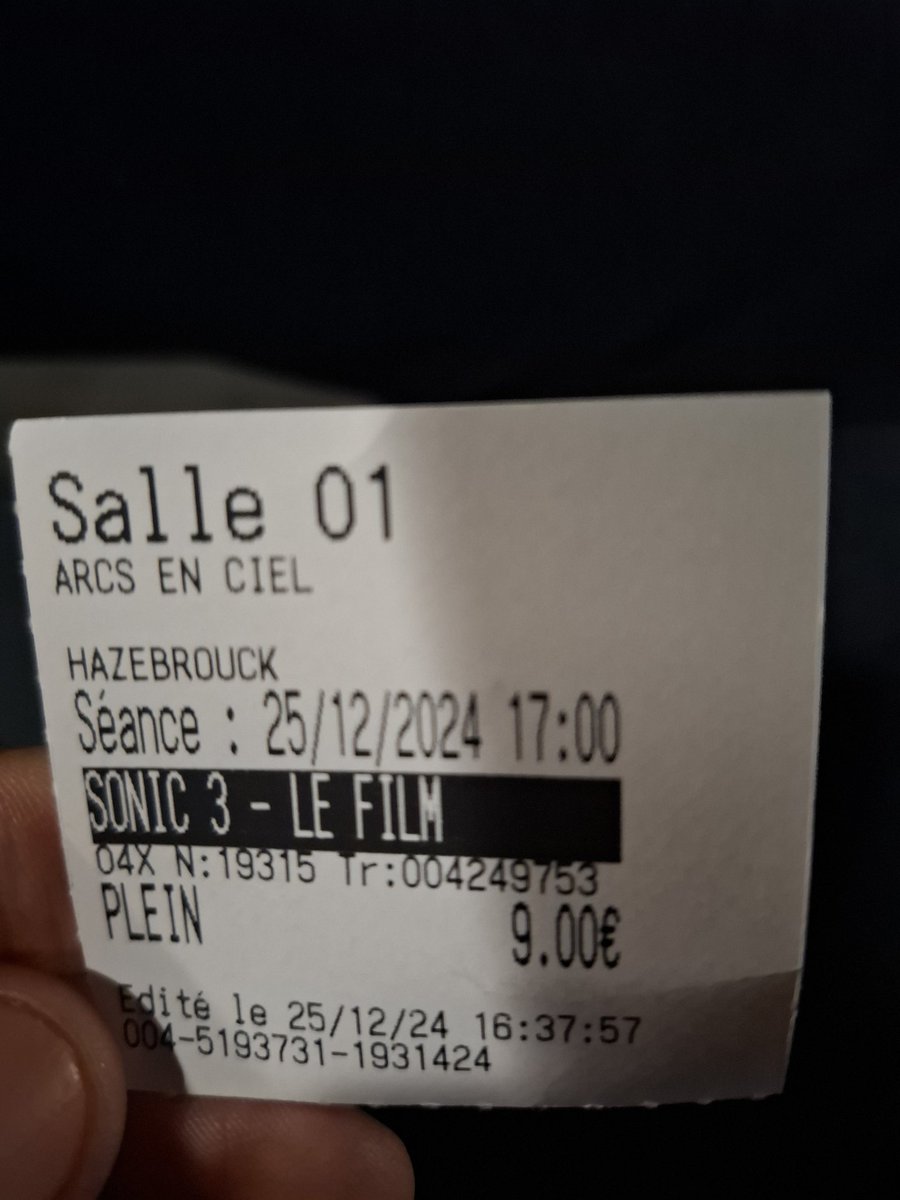 Salle 01
ARCS EN CIEL
HAZEBROUCK
Séance : 25/12/2024 17:00
SONIC 3 - LE FILM
04X N:19315 Tr:004249753
PLEIN 9.00€
Edité le 25/12/24 16:37:57
004-5193731-1931424